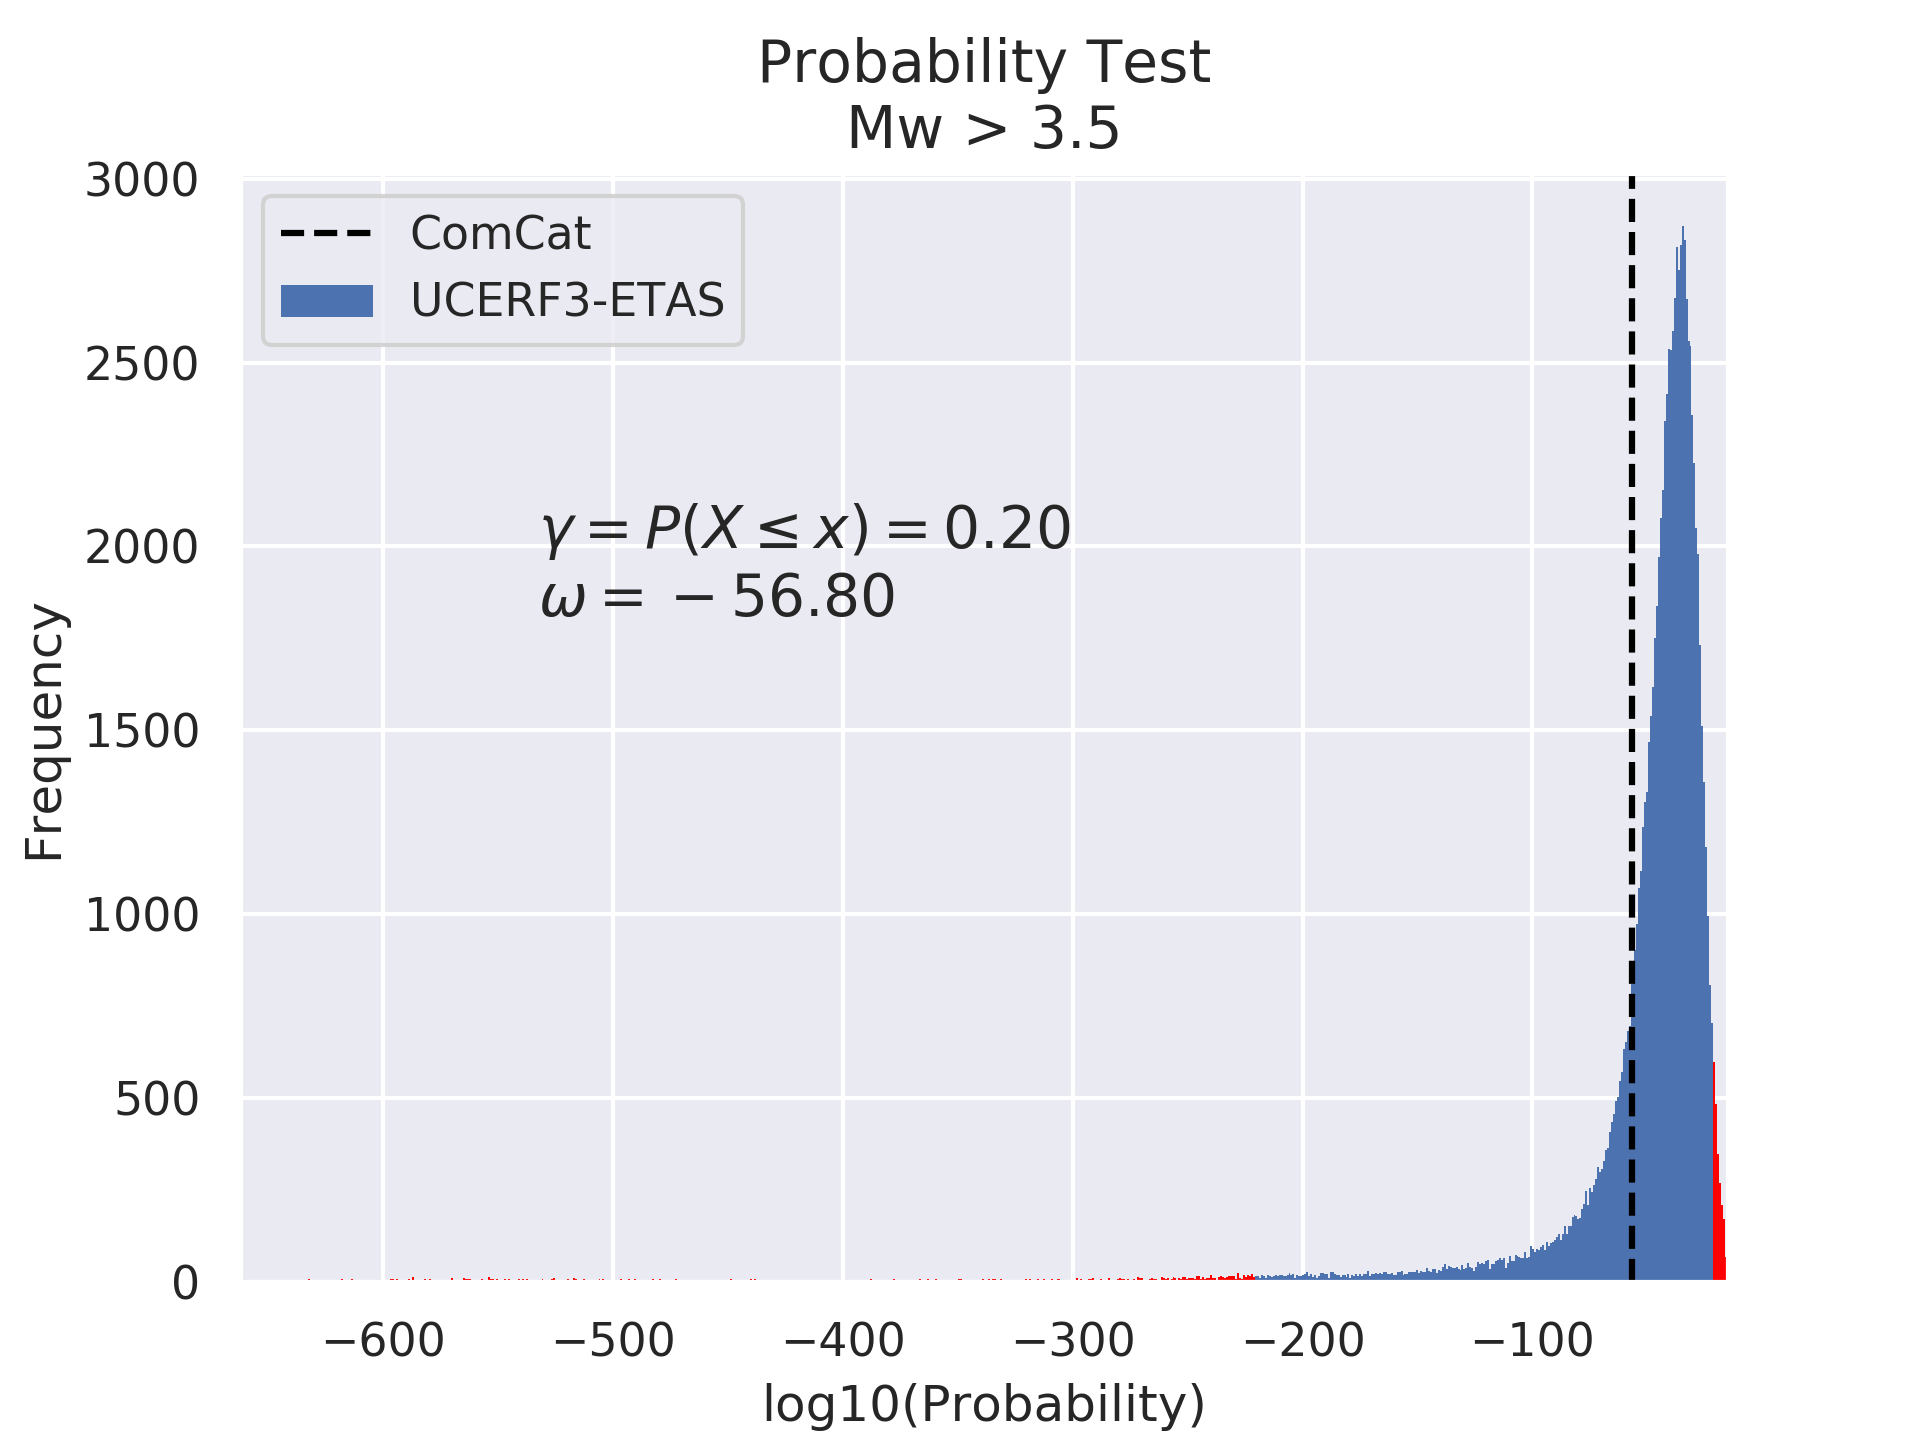 Probability Test
Mw > 3.5
3000
2500
2000
1500
1000
500
0
Frequency
ComCat
UCERF3-ETAS
γ = P(X ≤ x) = 0.20
ω = − 56.80
−600 −500 −400 −300 −200 −100
log10(Probability)